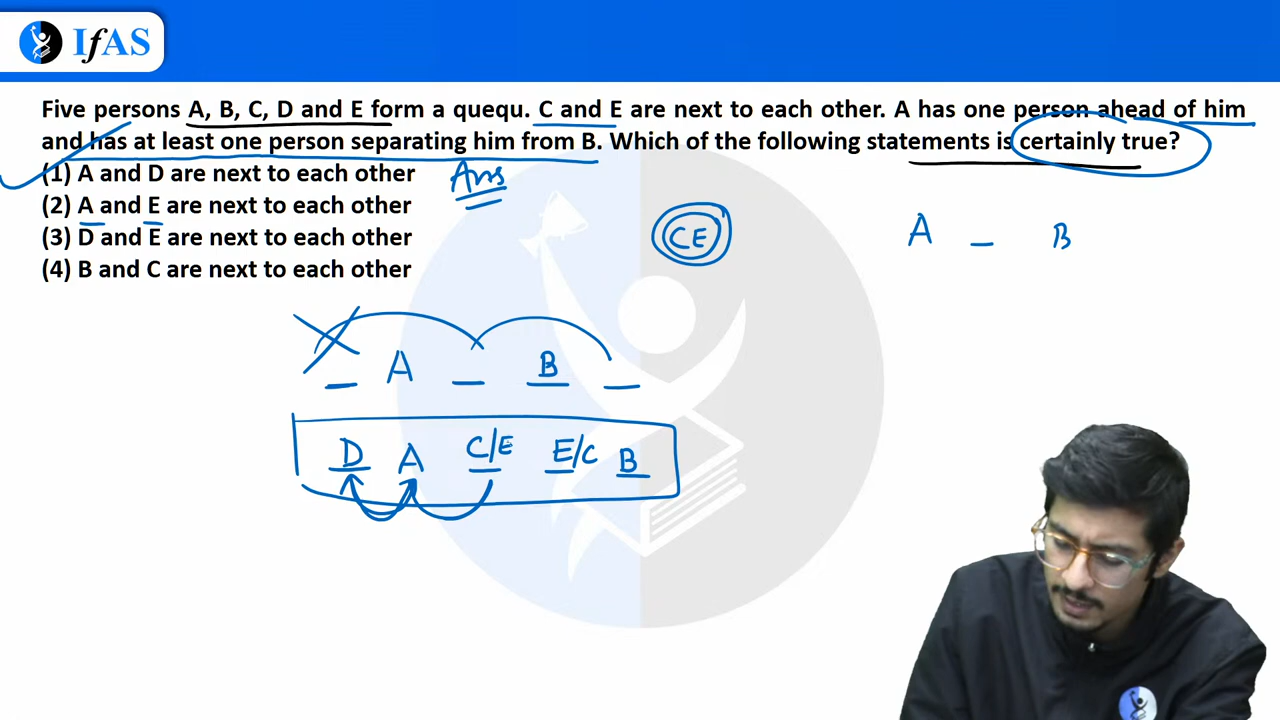 IfAS
Five persons A, B, C, D and E form a ququ. C and E are next to each other. A has one person ahead of him
and has at least one person separating him from B. Which of the following statements is certainly true?
(1) A and D are next to each other
Ans
(2) A and E are next to each other
(3) D and E are next to each other
(4) B and C are next to each other
CE
A _ B
_ A _ B _
D A C/E E/C B